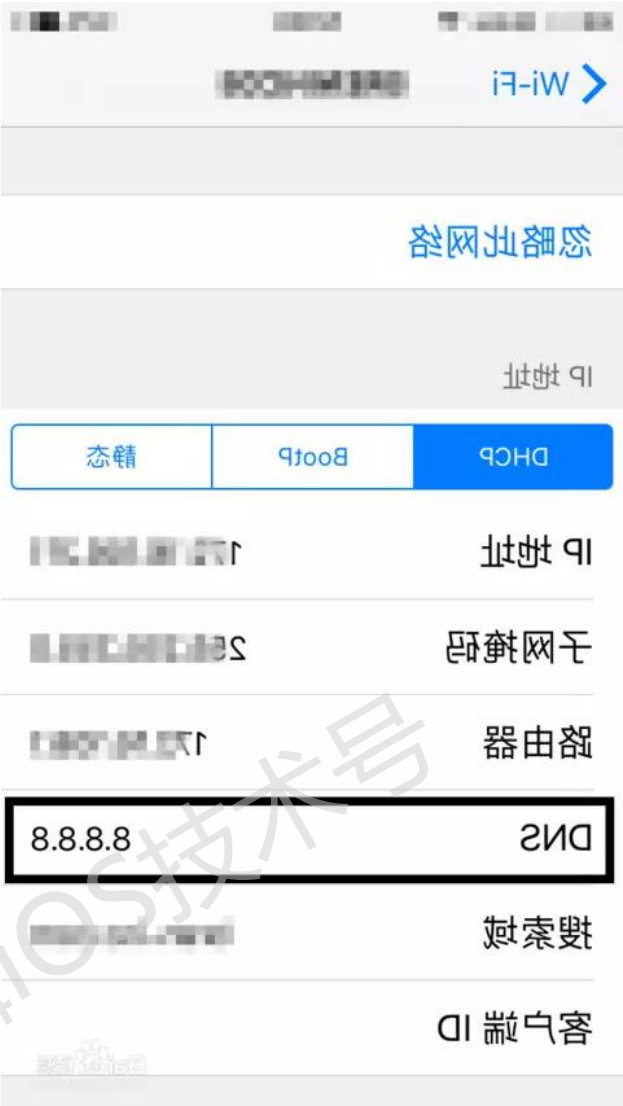 Wi-Fi
忽略此网络
IP 地址
DHCP BootP 静态
IP 地址
子网掩码
路由器
DNS 8.8.8.8
搜索域
客户端 ID
iOS技术号